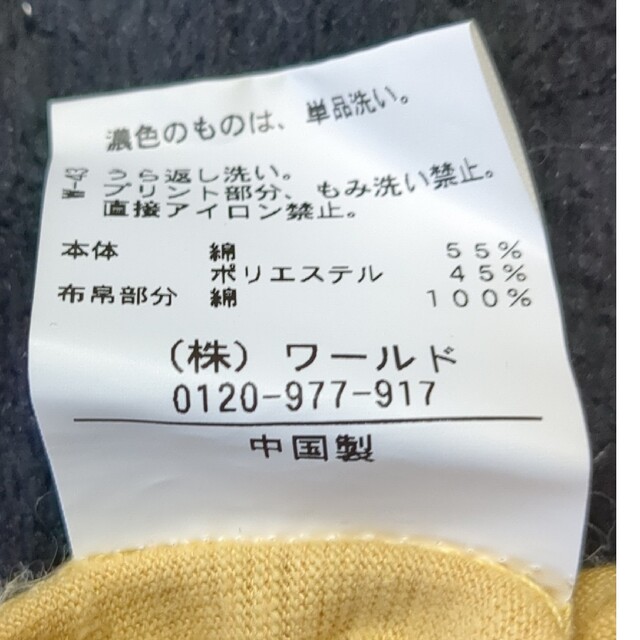 濃色のものは、単品洗い。
うら返し洗い。
プリント部分、もみ洗い禁止。
直接アイロン禁止。
本体 綿 55%
ポリエステル 45%
布帛部分 綿 100%
(株) ワールド
0120-977-917
中国製